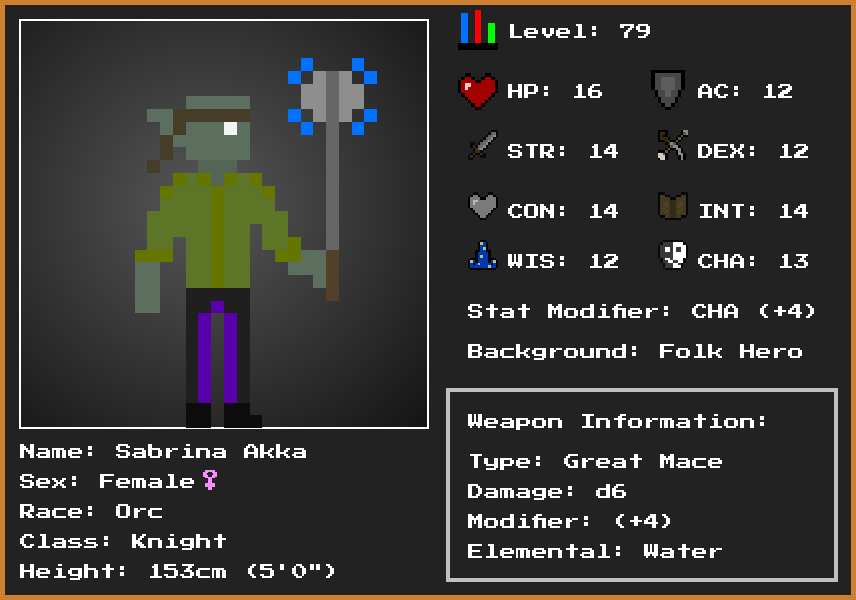 Level: 79
HP: 16
AC: 12
STR: 14
DEX: 12
CON: 14
INT: 14
WIS: 12
CHA: 13
Stat Modifier: CHA (+4)
Background: Folk Hero
Weapon Information:
Type: Great Mace
Damage: d6
Modifier: (+4)
Elemental: Water
Name: Sabrina Akka
Sex: Female♀
Race: Orc
Class: Knight
Height: 153cm (5'0")